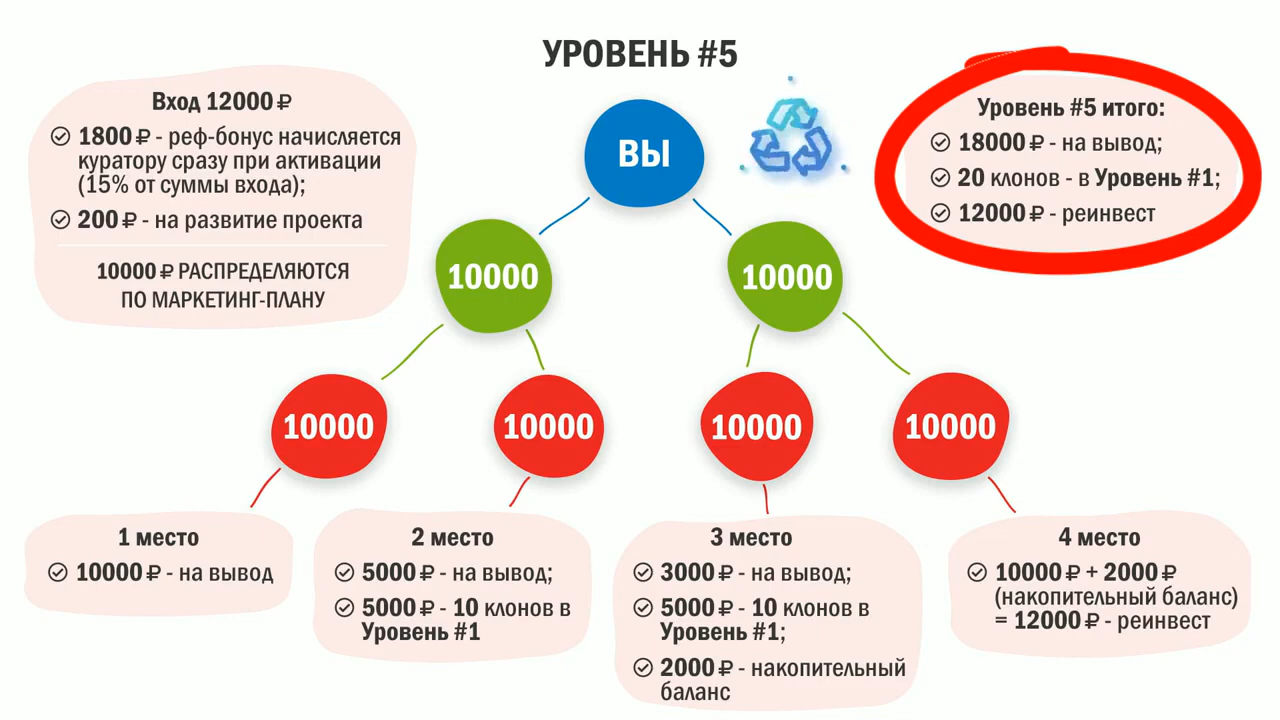 УРОВЕНЬ #5
Вход 12000 ₽
1800 ₽ - реф-бонус начисляется
куратору сразу при активации
(15% от суммы входа);
200 ₽ - на развитие проекта
10000 ₽ РАСПРЕДЕЛЯЮТСЯ
ПО МАРКЕТИНГ-ПЛАНУ
ВЫ
Уровень #5 итого:
18000 ₽ - на вывод;
20 клонов - в Уровень #1;
12000 ₽ - реинвест
10000
10000
10000
10000
10000
10000
1 место
10000 ₽ - на вывод
2 место
5000 ₽ - на вывод;
5000 ₽ - 10 клонов в
Уровень #1
3 место
3000 ₽ - на вывод;
5000 ₽ - 10 клонов в
Уровень #1;
2000 ₽ - накопительный
баланс
4 место
10000 ₽ + 2000 ₽
(накопительный баланс)
= 12000 ₽ - реинвест